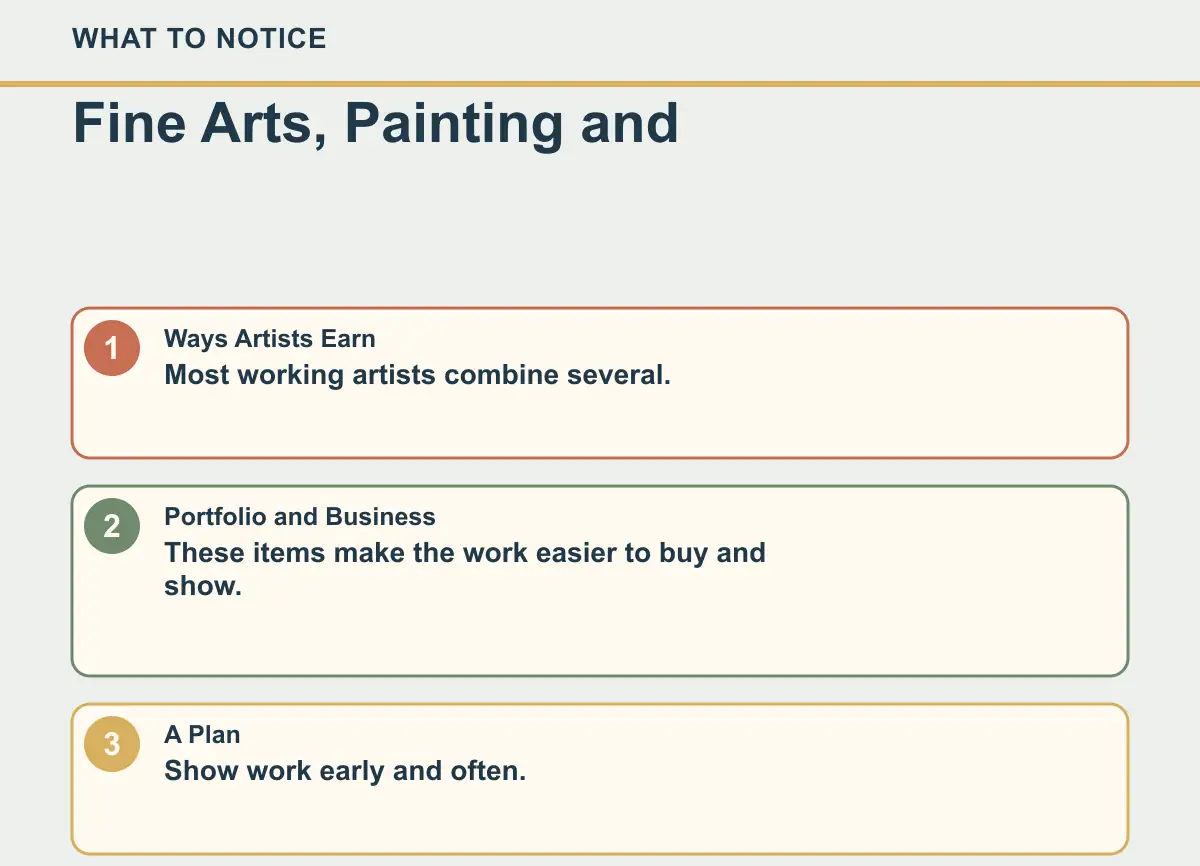 WHAT TO NOTICE
Fine Arts, Painting and
1
Ways Artists Earn
Most working artists combine several.
2
Portfolio and Business
These items make the work easier to buy and
show.
3
A Plan
Show work early and often.